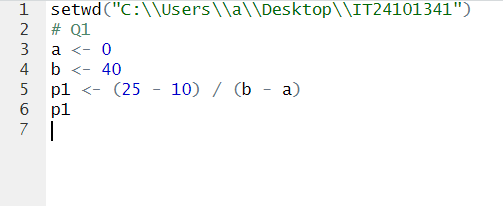 1 setwd("C:\\Users\\a\\Desktop\\IT24101341")
2 # Q1
3 a <- 0
4 b <- 40
5 p1 <- (25 - 10) / (b - a)
6 p1
7